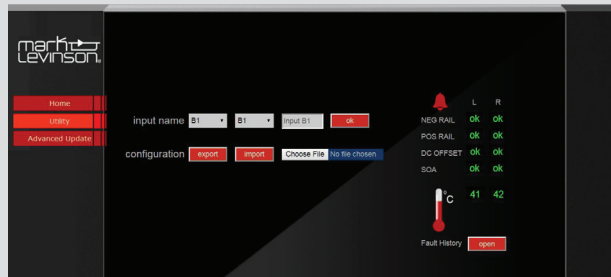 mark
Levinson.
Home
Utility
Advanced Update
input name B1 B1 Input B1 ok
configuration export import Choose File No file chosen
L R
NEG RAIL ok ok
POS RAIL ok ok
DC OFFSET ok ok
SOA ok ok
°C 41 42
Fault History open